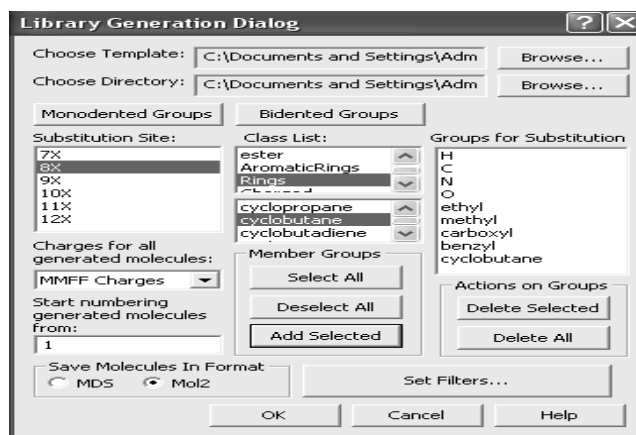 Library Generation Dialog
Choose Template: C:\Documents and Settings\Adm Browse...
Choose Directory: C:\Documents and Settings\Adm Browse...
Monodented Groups Bidented Groups
Substitution Site:
7X
8X
9X
10X
11X
12X
Class List:
ester
AromaticRings
Rings
Charged
cyclopropane
cyclobutane
cyclobutadiene
Groups for Substitution
H
C
N
O
ethyl
methyl
carboxyl
benzyl
cyclobutane
Charges for all
generated molecules:
MMFF Charges
Start numbering
generated molecules
from:
1
Member Groups
Select All
Deselect All
Add Selected
Actions on Groups
Delete Selected
Delete All
Save Molecules In Format
MDS Mol2
Set Filters...
OK Cancel Help